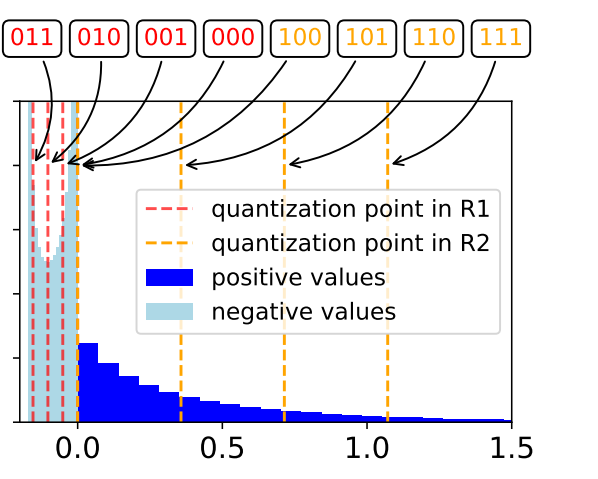 011 010 001 000 100 101 110 111
quantization point in R1
quantization point in R2
positive values
negative values
0.0 0.5 1.0 1.5